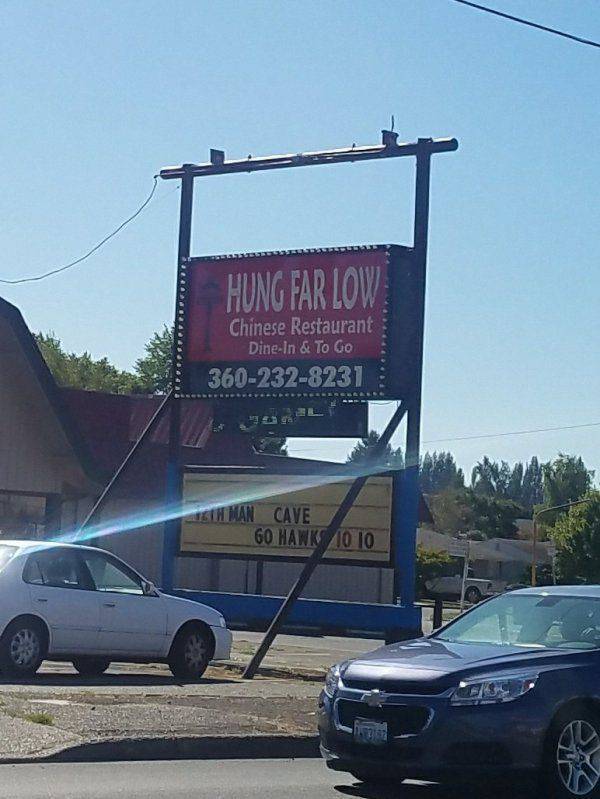 HUNG FAR LOW
Chinese Restaurant
Dine-In & To Go
360-232-8231
12TH MAN CAVE
GO HAWKS 10 10